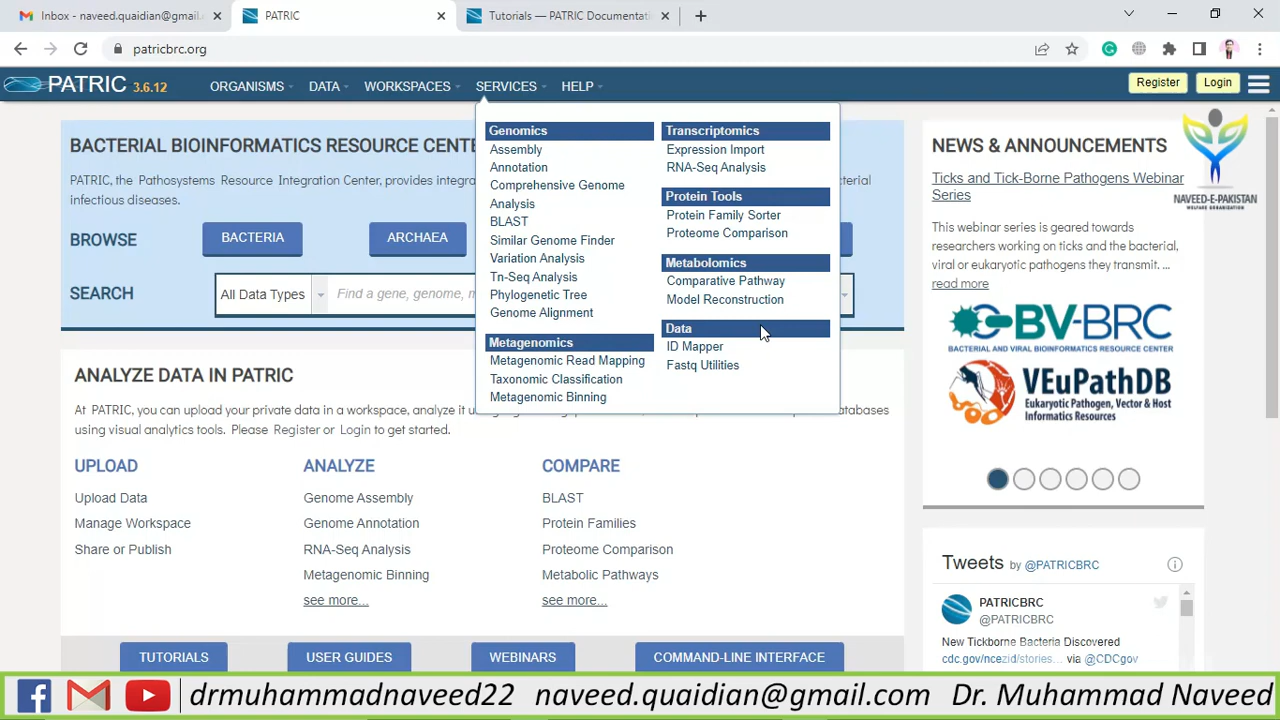 Inbox - naveed.quaidian@gmail.
PATRIC
Tutorials — PATRIC Documentati
patricbrc.org
PATRIC 3.6.12
ORGANISMS DATA WORKSPACES SERVICES HELP
Register Login
Genomics
Assembly
Annotation
Comprehensive Genome
Analysis
BLAST
Similar Genome Finder
Variation Analysis
Tn-Seq Analysis
Phylogenetic Tree
Genome Alignment
Metagenomics
Metagenomic Read Mapping
Taxonomic Classification
Metagenomic Binning
Transcriptomics
Expression Import
RNA-Seq Analysis
Protein Tools
Protein Family Sorter
Proteome Comparison
Metabolomics
Comparative Pathway
Model Reconstruction
Data
ID Mapper
Fastq Utilities
BACTERIAL BIOINFORMATICS RESOURCE CENTE
PATRIC, the Pathosystems Resource Integration Center, provides integra
erial
infectious diseases.
BROWSE BACTERIA ARCHAEA
SEARCH All Data Types Find a gene, genome, m
ANALYZE DATA IN PATRIC
At PATRIC, you can upload your private data in a workspace, analyze it u
databases
using visual analytics tools. Please Register or Login to get started.
UPLOAD
Upload Data
Manage Workspace
Share or Publish
ANALYZE
Genome Assembly
Genome Annotation
RNA-Seq Analysis
Metagenomic Binning
see more...
COMPARE
BLAST
Protein Families
Proteome Comparison
Metabolic Pathways
see more...
TUTORIALS USER GUIDES WEBINARS COMMAND-LINE INTERFACE
NEWS & ANNOUNCEMENTS
Ticks and Tick-Borne Pathogens Webinar
Series
This webinar series is geared towards
researchers working on ticks and the bacterial,
viral or eukaryotic pathogens they transmit. ...
read more
NAVEED-E-PAKISTAN
WELFARE ORGANIZATION
BV-BRC
BACTERIAL AND VIRAL BIOINFORMATICS RESOURCE CENTER
VEuPathDB
Eukaryotic Pathogen, Vector & Host
Informatics Resources
Tweets by @PATRICBRC
PATRICBRC
@PATRICBRC
New Tickborne Bacteria Discovered
cdc.gov/ncezid/stories… via @CDCgov
drmuhammadnaveed22 naveed.quaidian@gmail.com Dr. Muhammad Naveed